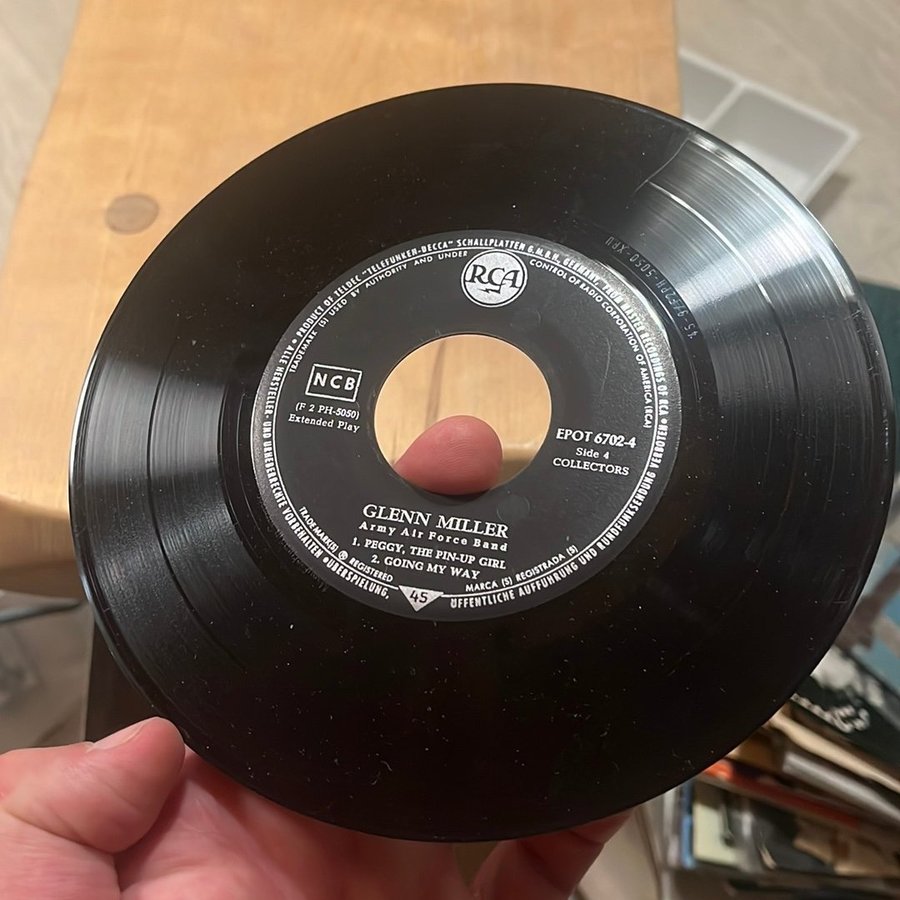 • PRODUCT OF TELDEC "TELEFUNKEN-DECCA" SCHALLPLATTEN G.M.B.H. GERMANY, FROM MASTER RECORDINGS OF RCA •
TRADEMARK (S) USED BY AUTHORITY AND UNDER CONTROL OF RADIO CORPORATION OF AMERICA (RCA)
RCA
NCB
(F 2 PH-5050)
Extended Play
EPOT 6702-4
Side 4
COLLECTORS
GLENN MILLER
Army Air Force Band
1. PEGGY, THE PIN-UP GIRL
2. GOING MY WAY
TRADE MARK(S) ® REGISTERED
MARCA (S) REGISTRADA (S)
45
ALLE HERSTELLER- UND URHEBERRECHTE VORBEHALTEN • ÜBERSPIELUNG, ÖFFENTLICHE AUFFÜHRUNG UND RUNDFUNKSENDUNG VERBOTEN